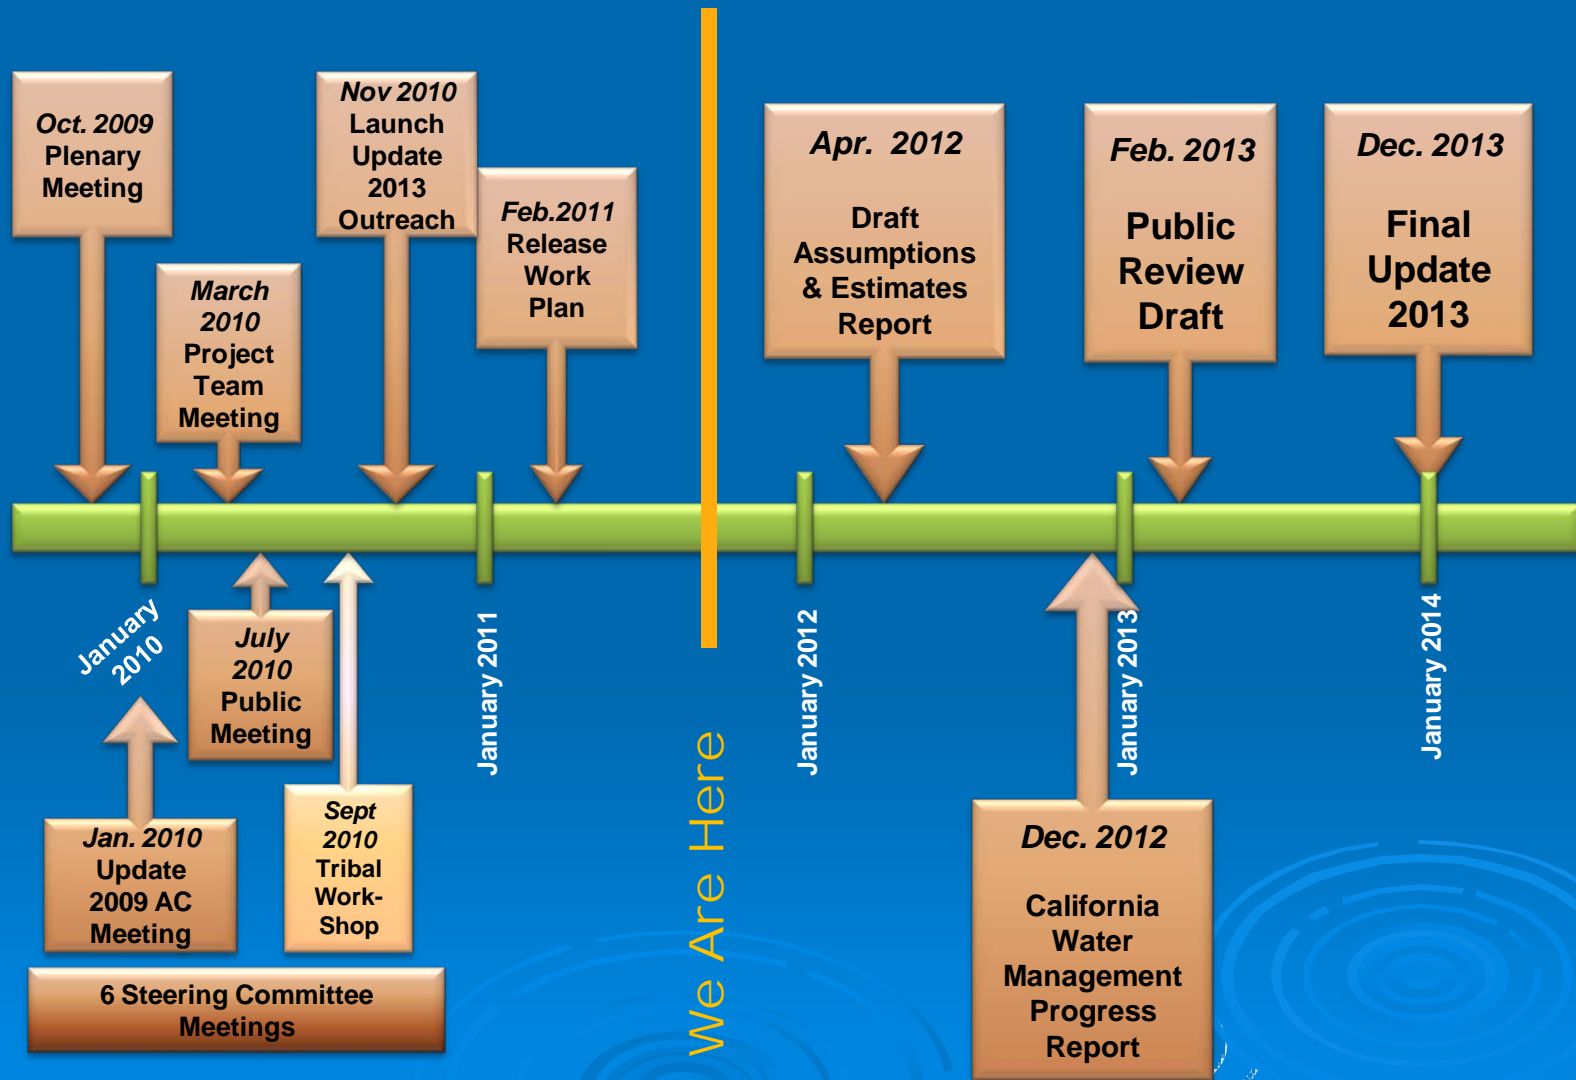 Oct. 2009
Plenary
Meeting
March
2010
Project
Team
Meeting
Nov 2010
Launch
Update
2013
Outreach
Feb.2011
Release
Work
Plan
Apr. 2012
Draft
Assumptions
& Estimates
Report
Feb. 2013
Public
Review
Draft
Dec. 2013
Final
Update
2013
January
2010
January 2011
January 2012
January 2013
January 2014
We Are Here
Jan. 2010
Update
2009 AC
Meeting
July
2010
Public
Meeting
Sept
2010
Tribal
Work-
Shop
6 Steering Committee
Meetings
Dec. 2012
California
Water
Management
Progress
Report